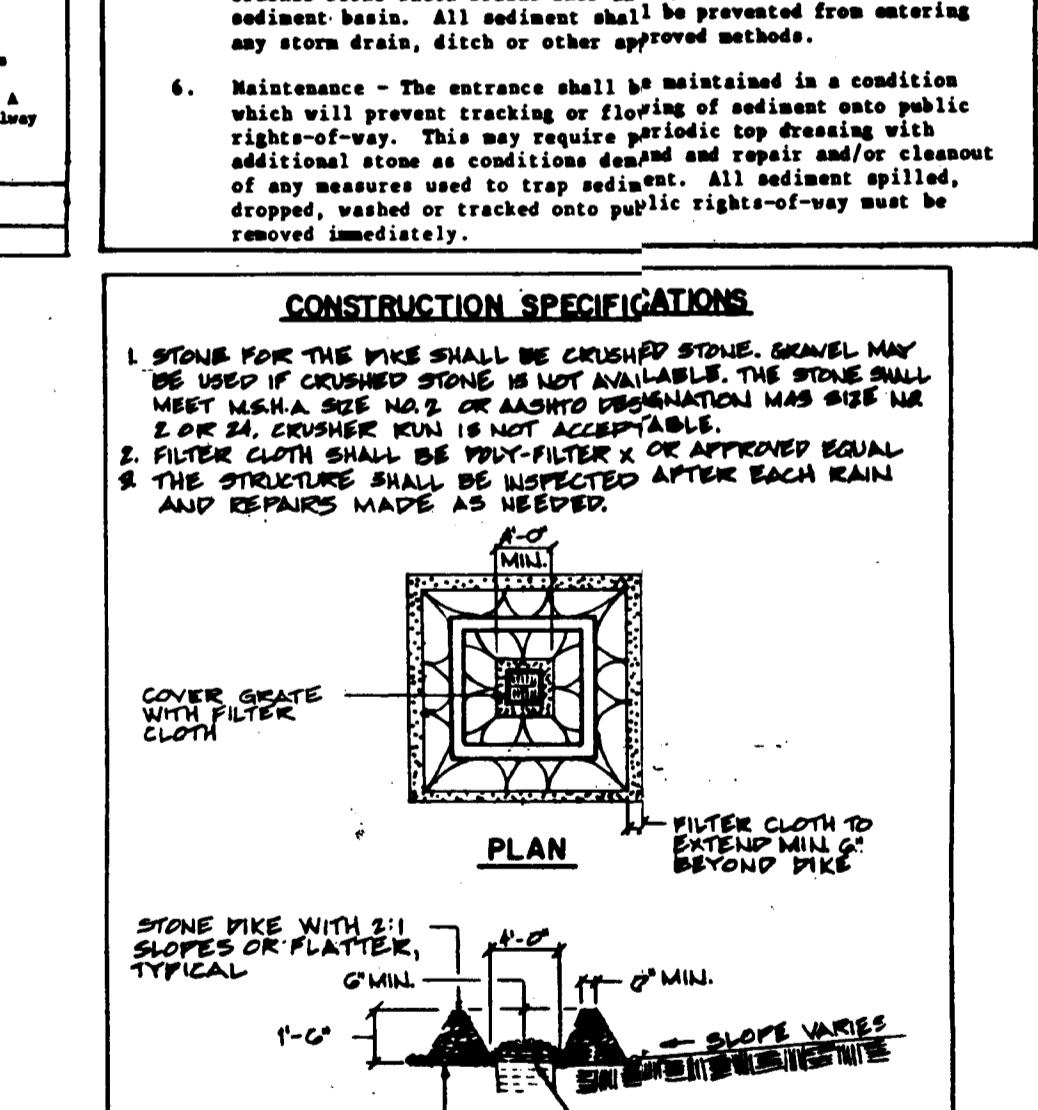 sediment basin. All sediment shall be prevented from entering
any storm drain, ditch or other approved methods.
6. Maintenance - The entrance shall be maintained in a condition
which will prevent tracking or flowing of sediment onto public
rights-of-way. This may require periodic top dressing with
additional stone as conditions demand and repair and/or cleanout
of any measures used to trap sediment. All sediment spilled,
dropped, washed or tracked onto public rights-of-way must be
removed immediately.
A
CONSTRUCTION SPECIFICATIONS
1. STONE FOR THE DIKE SHALL BE CRUSHED STONE. GRAVEL MAY
BE USED IF CRUSHED STONE IS NOT AVAILABLE. THE STONE SHALL
MEET M.S.H.A. SIZE NO. 2 OR AASHTO DESIGNATION M43 SIZE NO.
2 OR 24. CRUSHER RUN IS NOT ACCEPTABLE.
2. FILTER CLOTH SHALL BE POLY-FILTER X OR APPROVED EQUAL
3. THE STRUCTURE SHALL BE INSPECTED AFTER EACH RAIN
AND REPAIRS MADE AS NEEDED.
4'-0"
MIN.
COVER GRATE
WITH FILTER
CLOTH
PLAN
FILTER CLOTH TO
EXTEND MIN. 6"
BEYOND DIKE
STONE DIKE WITH 2:1
SLOPES OR FLATTER,
TYPICAL
4'-0"
6" MIN.
MIN.
1'-6"
SLOPE VARIES